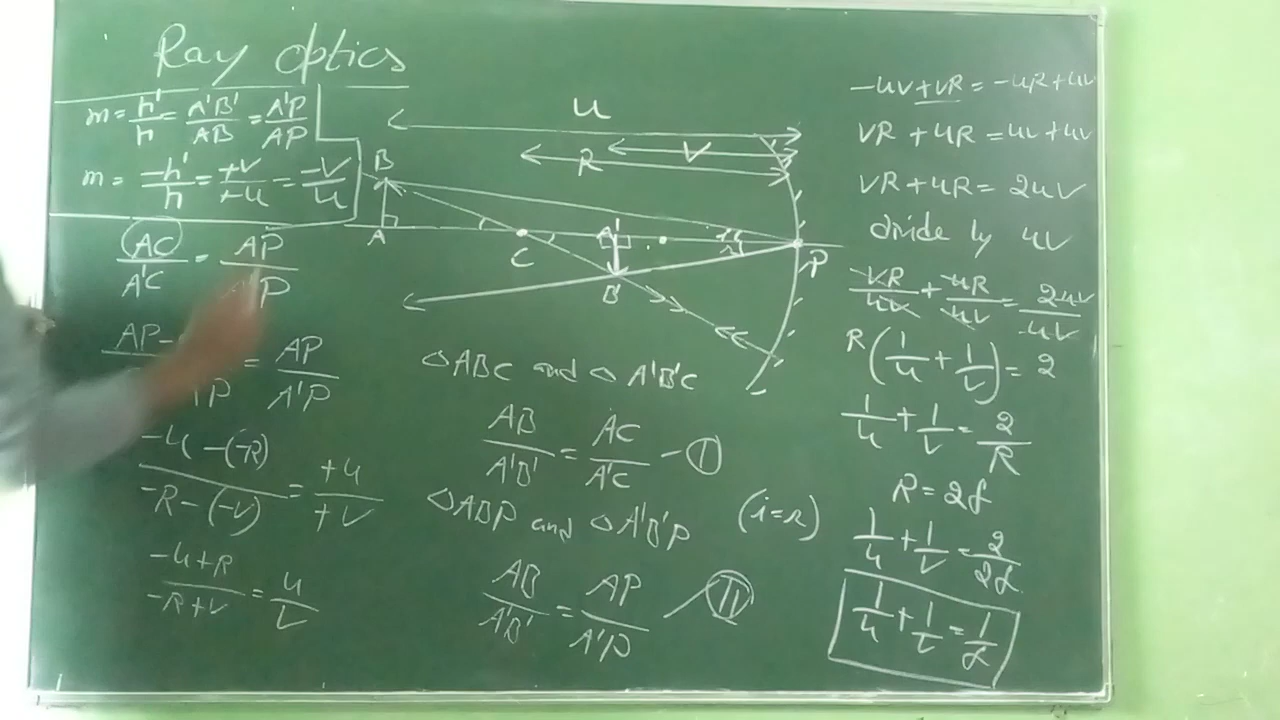 Ray optics
m = h'/h = A'B'/AB = A'P/AP
m = -h'/h = +V/-u = -V/u
AC/A'C = AP/A'P
AP- = AP/A'P
-u-(-R)/-R-(-V) = +u/+V
-u+R/-R+V = u/V
u
V
R
B
A
C
A'
B'
P
i
r
△ABC and △A'B'C
AB/A'B' = AC/A'C - I
△ABP and △A'B'P (i=r)
AB/A'B' = AP/A'P II
-uV+VR = -uR+uV
VR + uR = uV + uV
VR + uR = 2uV
divide by uV
VR/uV + uR/uV = 2uV/uV
R(1/u + 1/V) = 2
1/u + 1/V = 2/R
R = 2f
1/u + 1/V = 2/2f
1/u + 1/V = 1/f